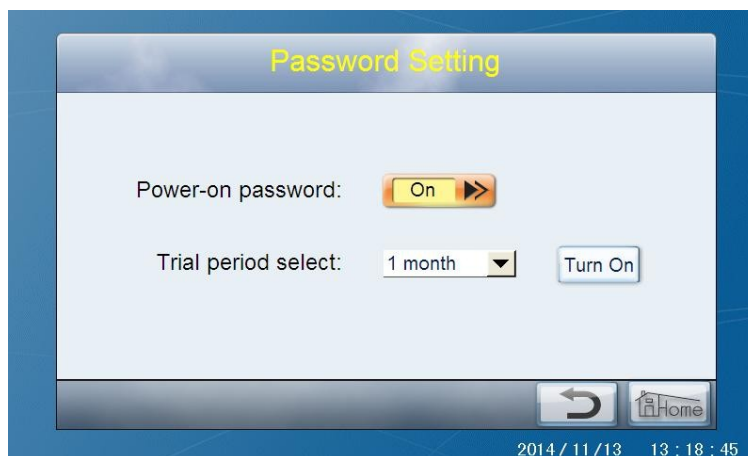 Password Setting
Power-on password: On
Trial period select: 1 month Turn On
Home
2014/11/13 13:18:45